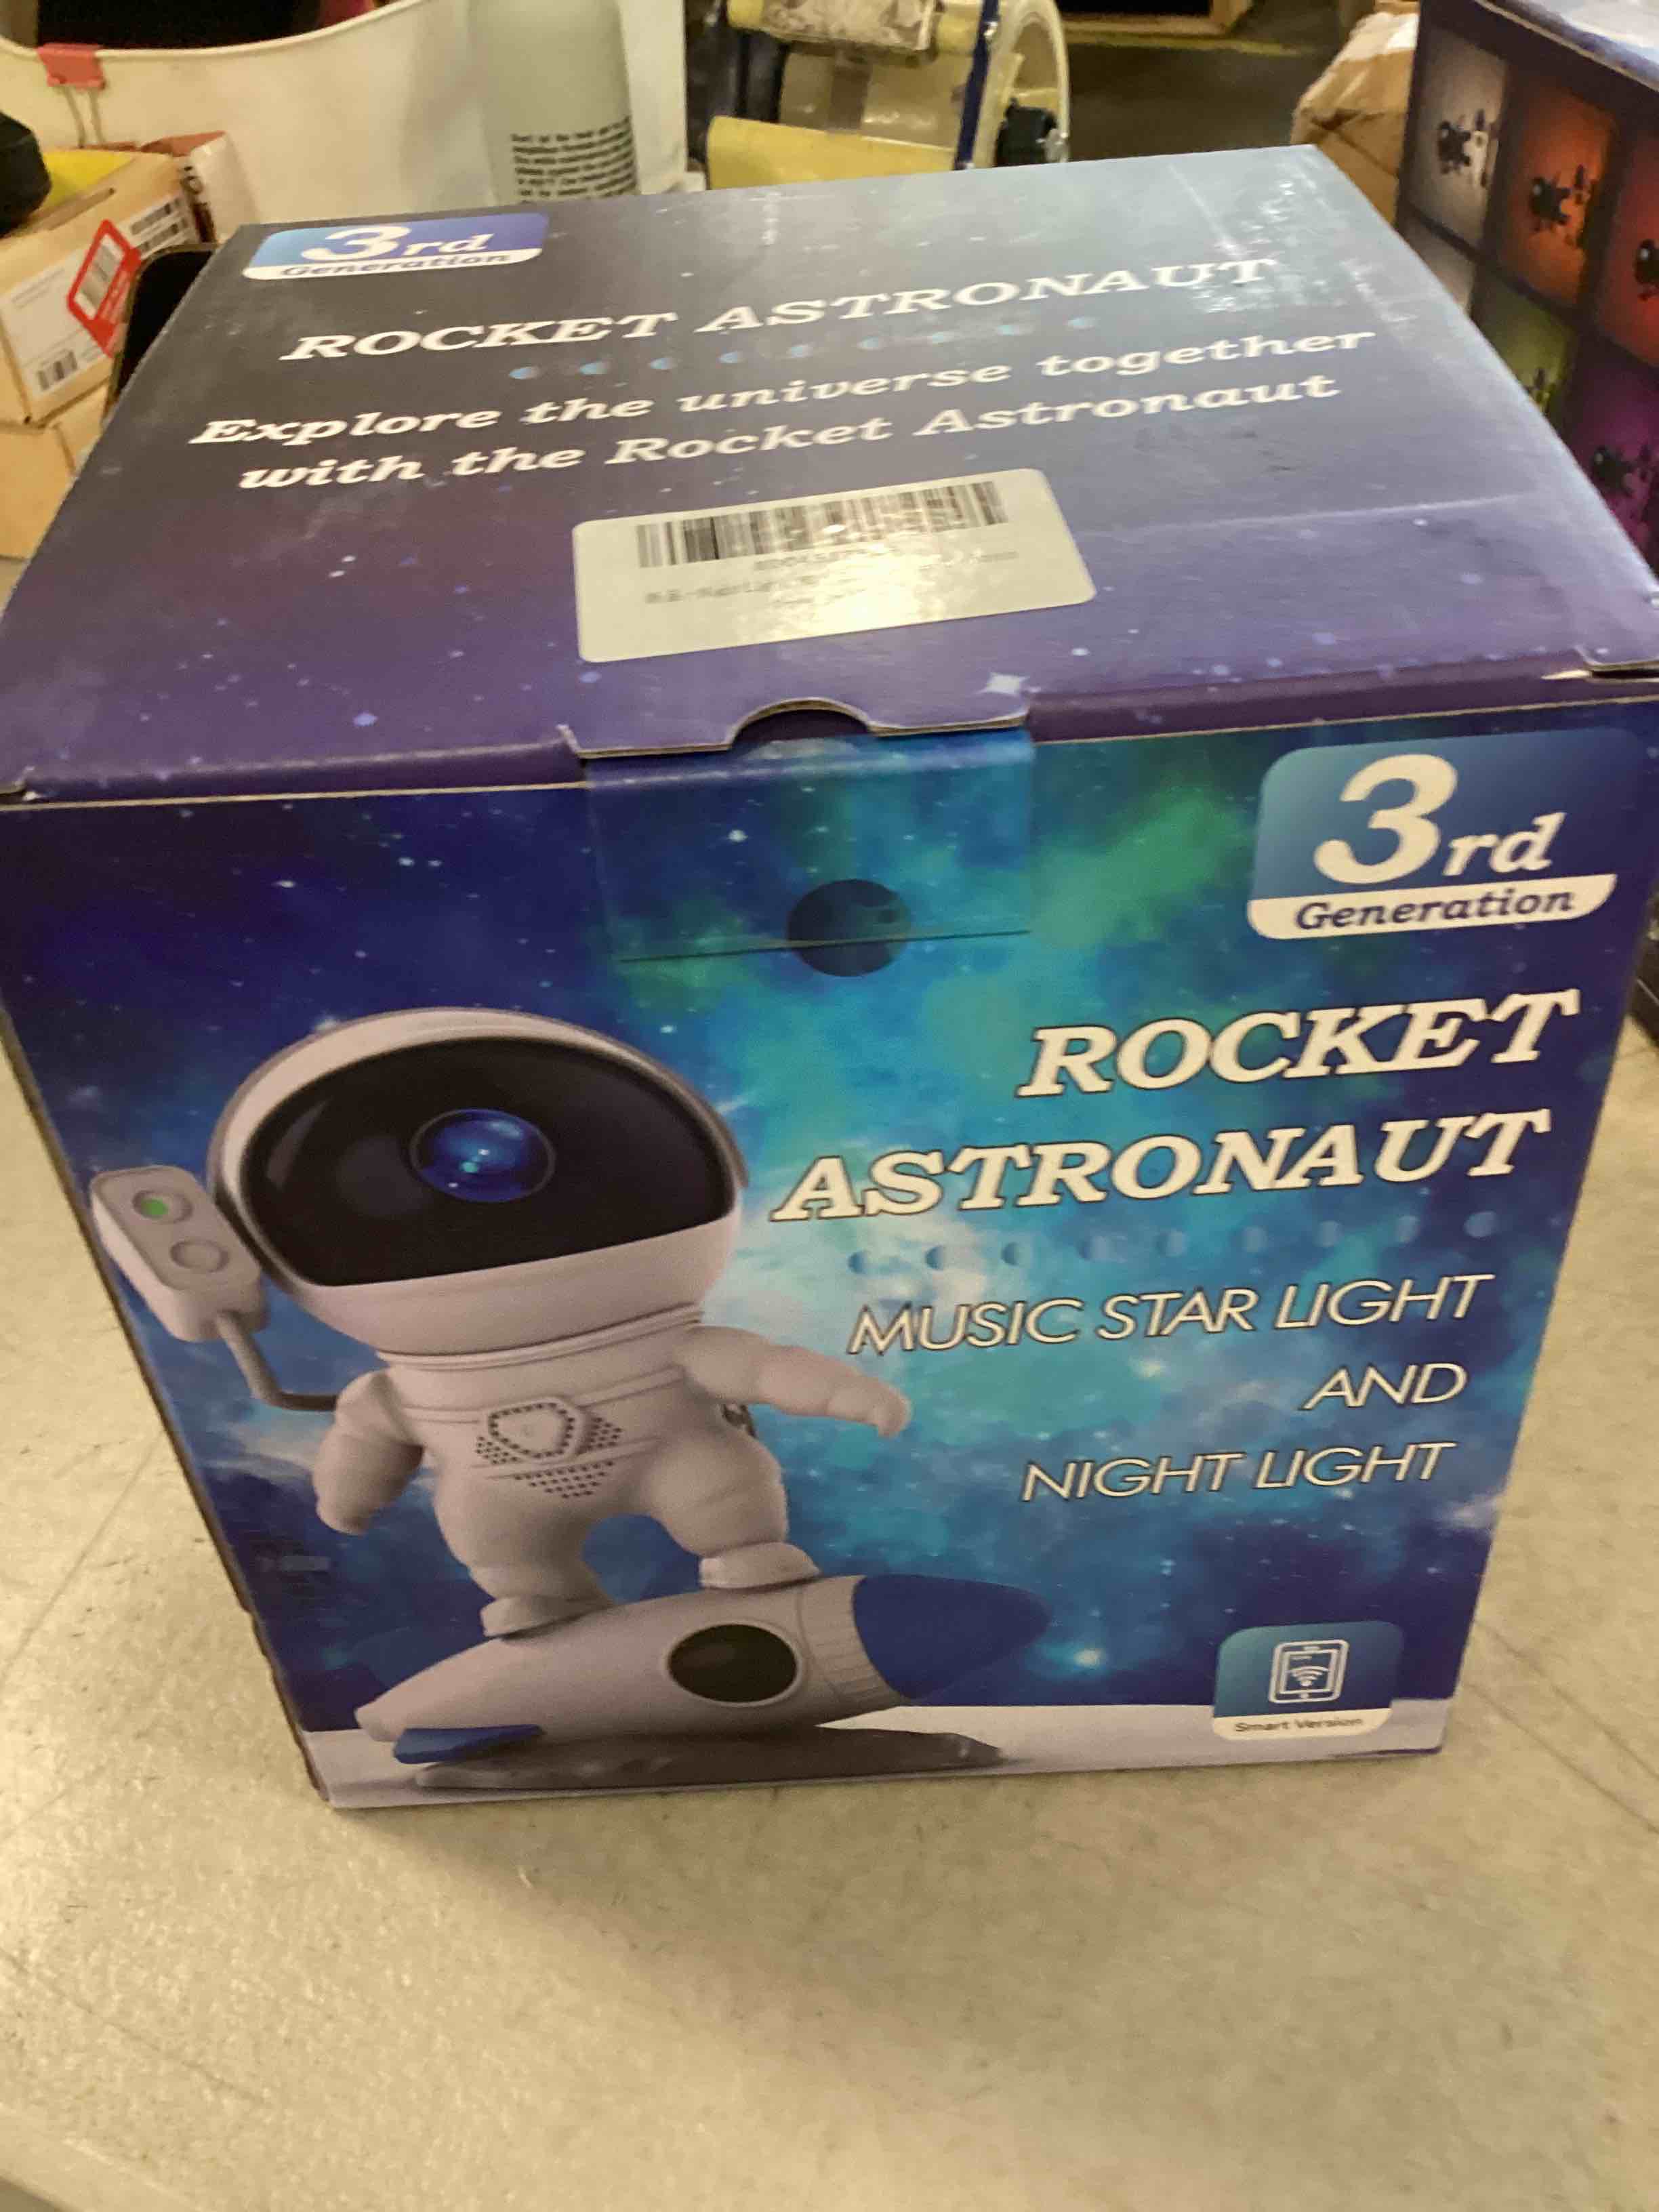 3rd
Generation
ROCKET ASTRONAUT
Explore the universe together
with the Rocket Astronaut
3rd
Generation
ROCKET
ASTRONAUT
MUSIC STAR LIGHT
AND
NIGHT LIGHT
Smart Version